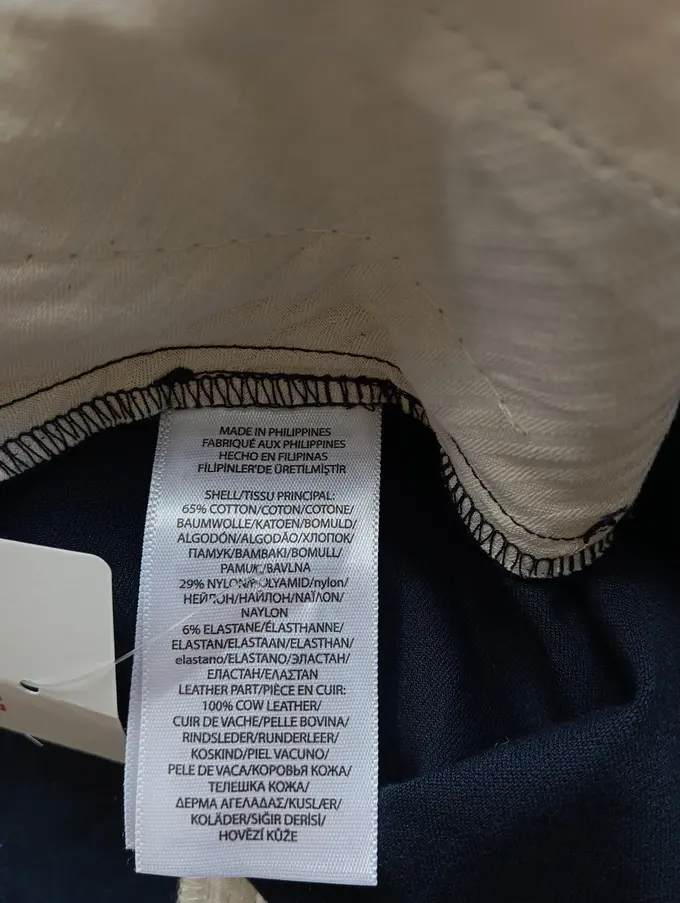 MADE IN PHILIPPINES
FABRIQUÉ AUX PHILIPPINES
HECHO EN FILIPINAS
FİLİPİNLER'DE ÜRETİLMİŞTİR
SHELL/TISSU PRINCIPAL:
65% COTTON/COTON/COTONE/
BAUMWOLLE/KATOEN/BOMULD/
ALGODÓN/ALGODÃO/ХЛОПОК/
ПАМУК/ΒΑΜΒΑΚΙ/BOMULL/
PAMUK/BAVLNA
29% NYLON/POLYAMID/nylon/
НЕЙЛОН/НАЙЛОН/ΝΑΪΛΟΝ/
NAYLON
6% ELASTANE/ÉLASTHANNE/
ELASTAN/ELASTAAN/ELASTHAN/
elastano/ELASTANO/ЭЛАСТАН/
ЕЛАСТАН/ΕΛΑΣΤΑΝ
LEATHER PART/PIÈCE EN CUIR:
100% COW LEATHER/
CUIR DE VACHE/PELLE BOVINA/
RINDSLEDER/RUNDERLEER/
KOSKIND/PIEL VACUNO/
PELE DE VACA/КОРОВЬЯ КОЖА/
ТЕЛЕШКА КОЖА/
ΔΕΡΜΑ ΑΓΕΛΑΔΑΣ/KUSLÆR/
KOLÄDER/SIĞIR DERİSİ/
HOVĚZÍ KŮŽE